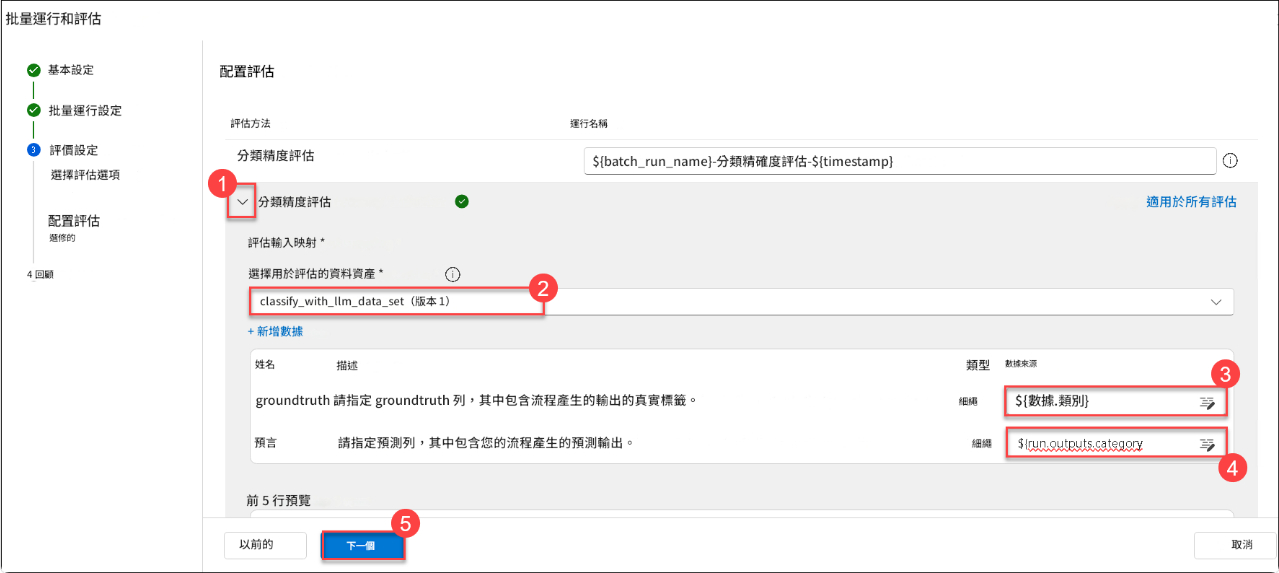 批量運行和評估
基本設定
批量運行設定
3 評價設定
選擇評估選項
配置評估
選修的
4 回顧
配置評估
評估方法 運行名稱
分類精度評估 ${batch_run_name}-分類精確度評估-${timestamp}
1 分類精度評估 適用於所有評估
評估輸入映射 *
選擇用於評估的資料資產 *
2
classify_with_llm_data_set（版本 1）
+ 新增數據
姓名 描述 類型 數據來源
3
groundtruth 請指定 groundtruth 列，其中包含流程產生的輸出的真實標籤。 細繩 ${數據.類別}
預言 請指定預測列，其中包含您的流程產生的預測輸出。 細繩 ${run.outputs.category
4
前 5 行預覽
5
以前的 下一個 取消